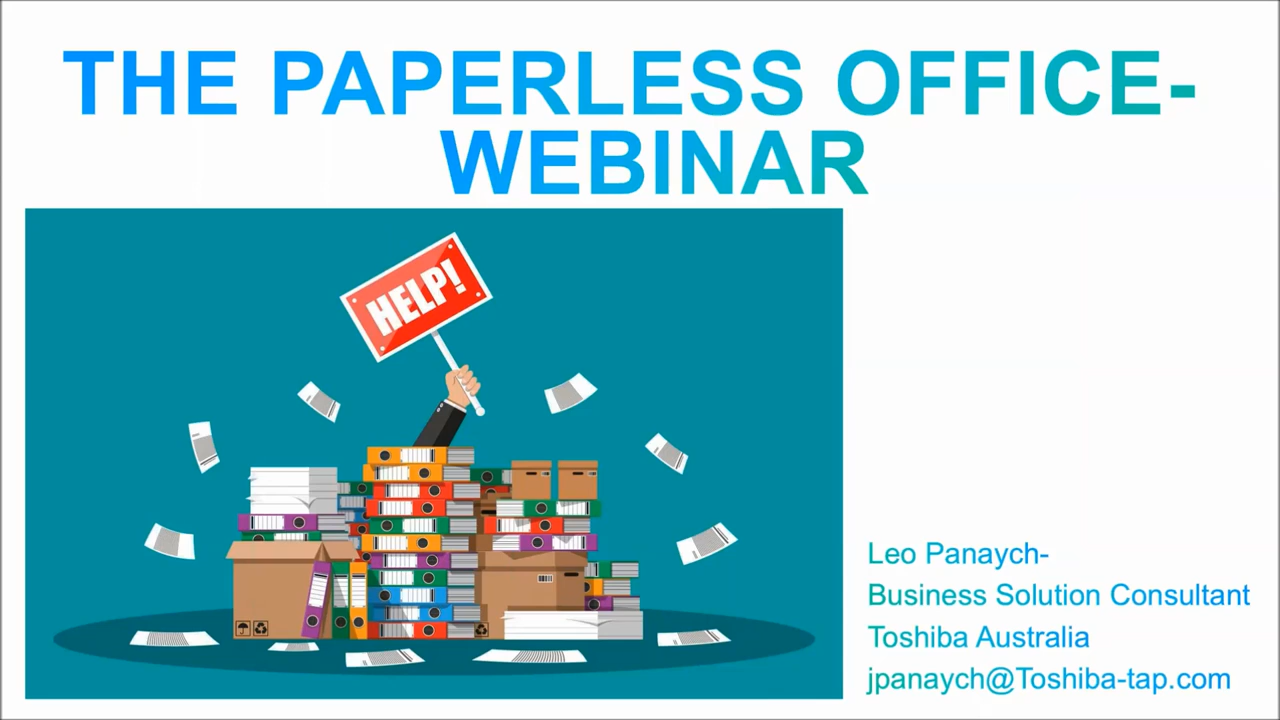 THE PAPERLESS OFFICE-
WEBINAR
HELP!
Leo Panaych-
Business Solution Consultant
Toshiba Australia
jpanaych@Toshiba-tap.com